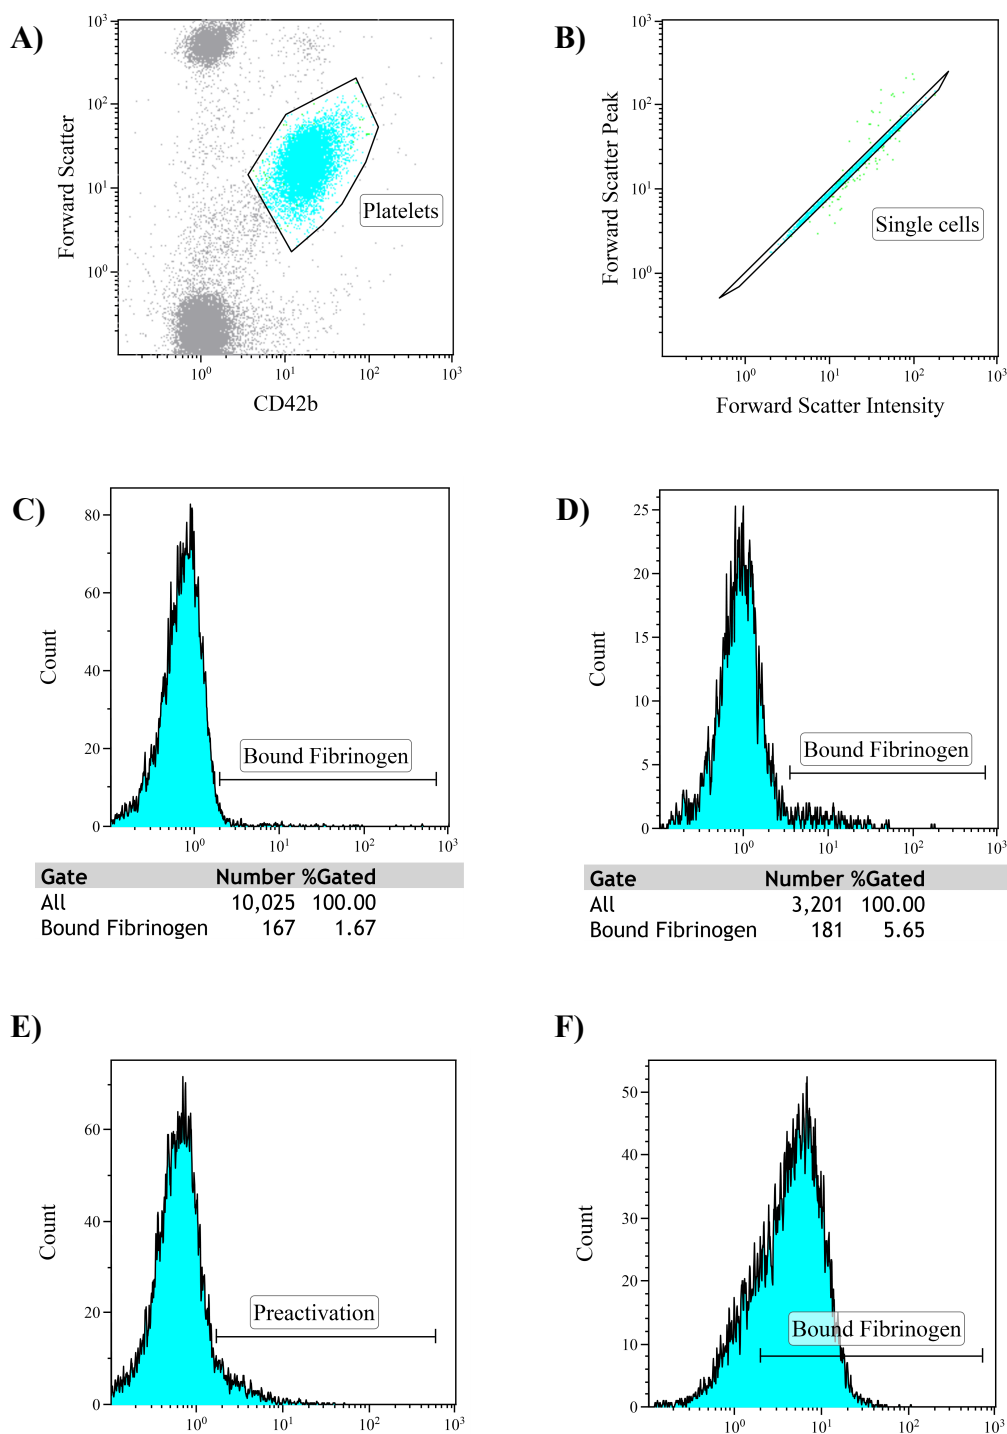 A)
10³
10²
10¹
10⁰
Forward Scatter
Platelets
10⁰ 10¹ 10² 10³
CD42b
B)
10³
10²
10¹
10⁰
Forward Scatter Peak
Single cells
10⁰ 10¹ 10² 10³
Forward Scatter Intensity
C)
80
60
40
20
0
Count
Bound Fibrinogen
10⁰ 10¹ 10² 10³
Gate Number %Gated
All 10,025 100.00
Bound Fibrinogen 167 1.67
D)
25
20
15
10
5
0
Count
Bound Fibrinogen
10⁰ 10¹ 10² 10³
Gate Number %Gated
All 3,201 100.00
Bound Fibrinogen 181 5.65
E)
60
40
20
0
Count
Preactivation
10⁰ 10¹ 10² 10³
F)
50
40
30
20
10
0
Count
Bound Fibrinogen
10⁰ 10¹ 10² 10³